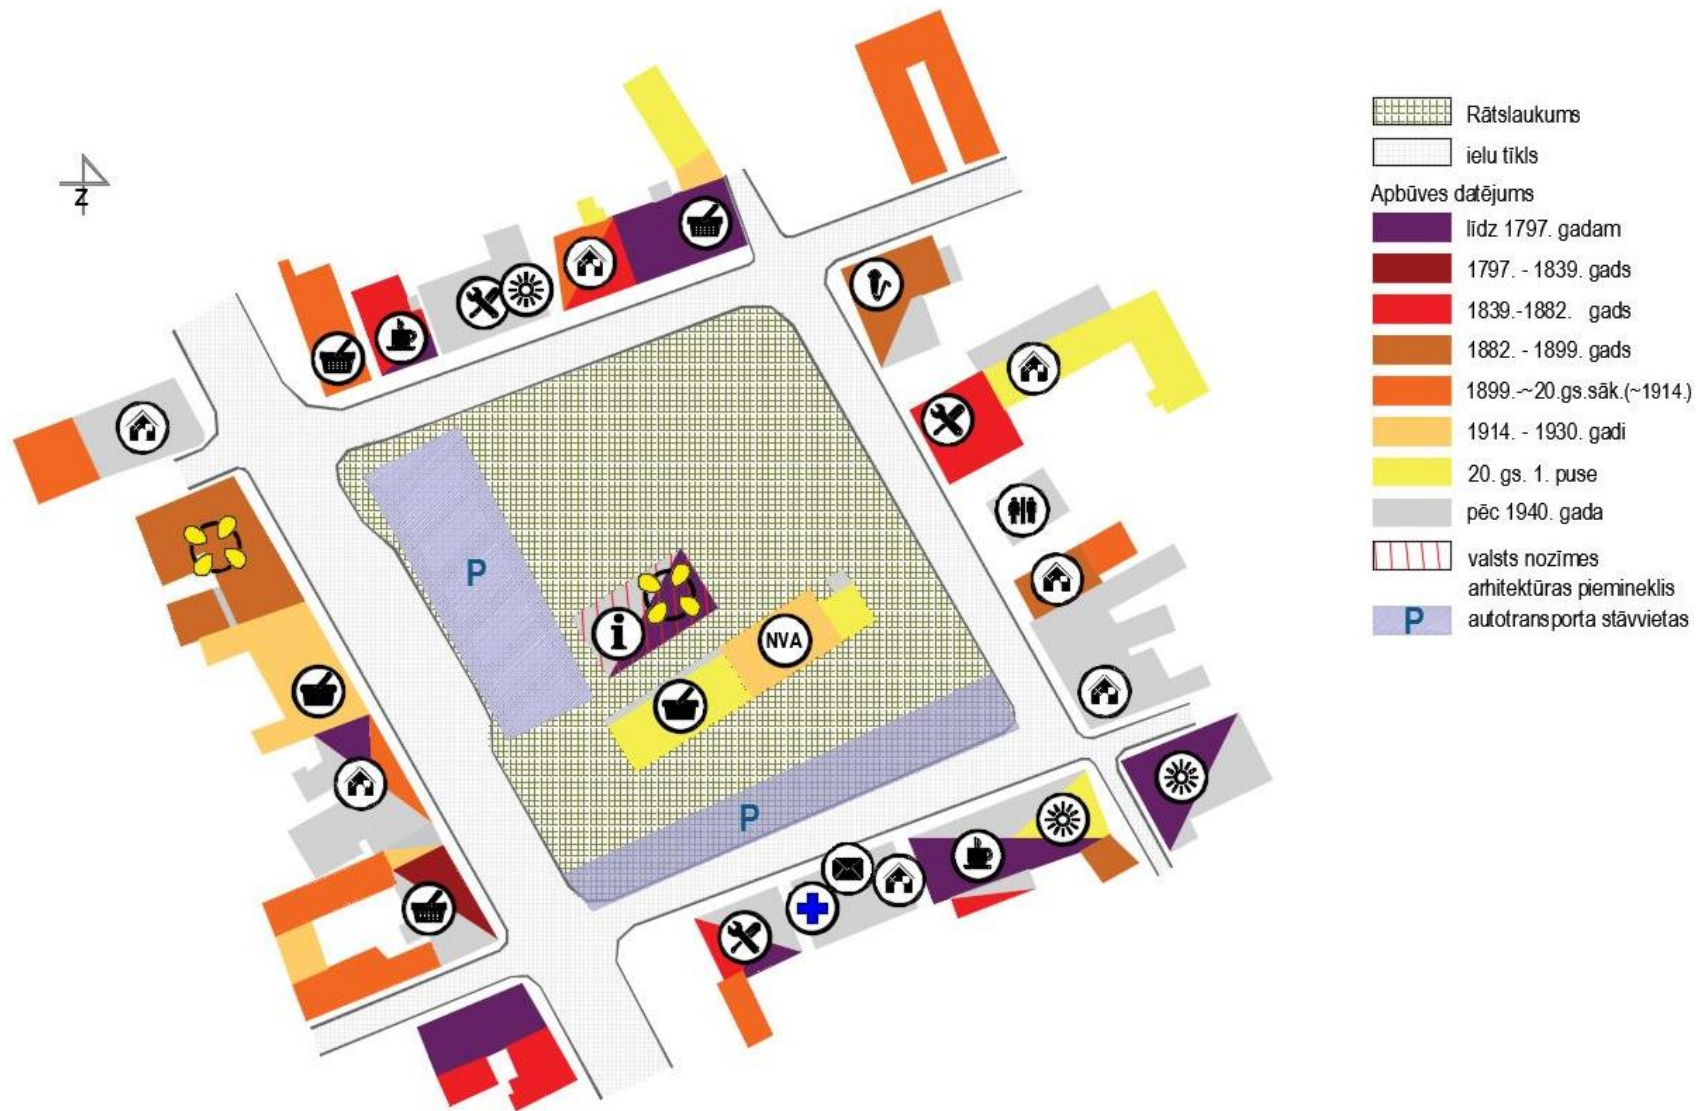 Z
P
i
NVA
P
Rātslaukums
ielu tīkls
Apbūves datējums
līdz 1797. gadam
1797. - 1839. gads
1839.-1882. gads
1882. - 1899. gads
1899.-~20.gs.sāk.(~1914.)
1914. - 1930. gadi
20. gs. 1. puse
pēc 1940. gada
valsts nozīmes
arhitektūras piemineklis
P autotransporta stāvvietas